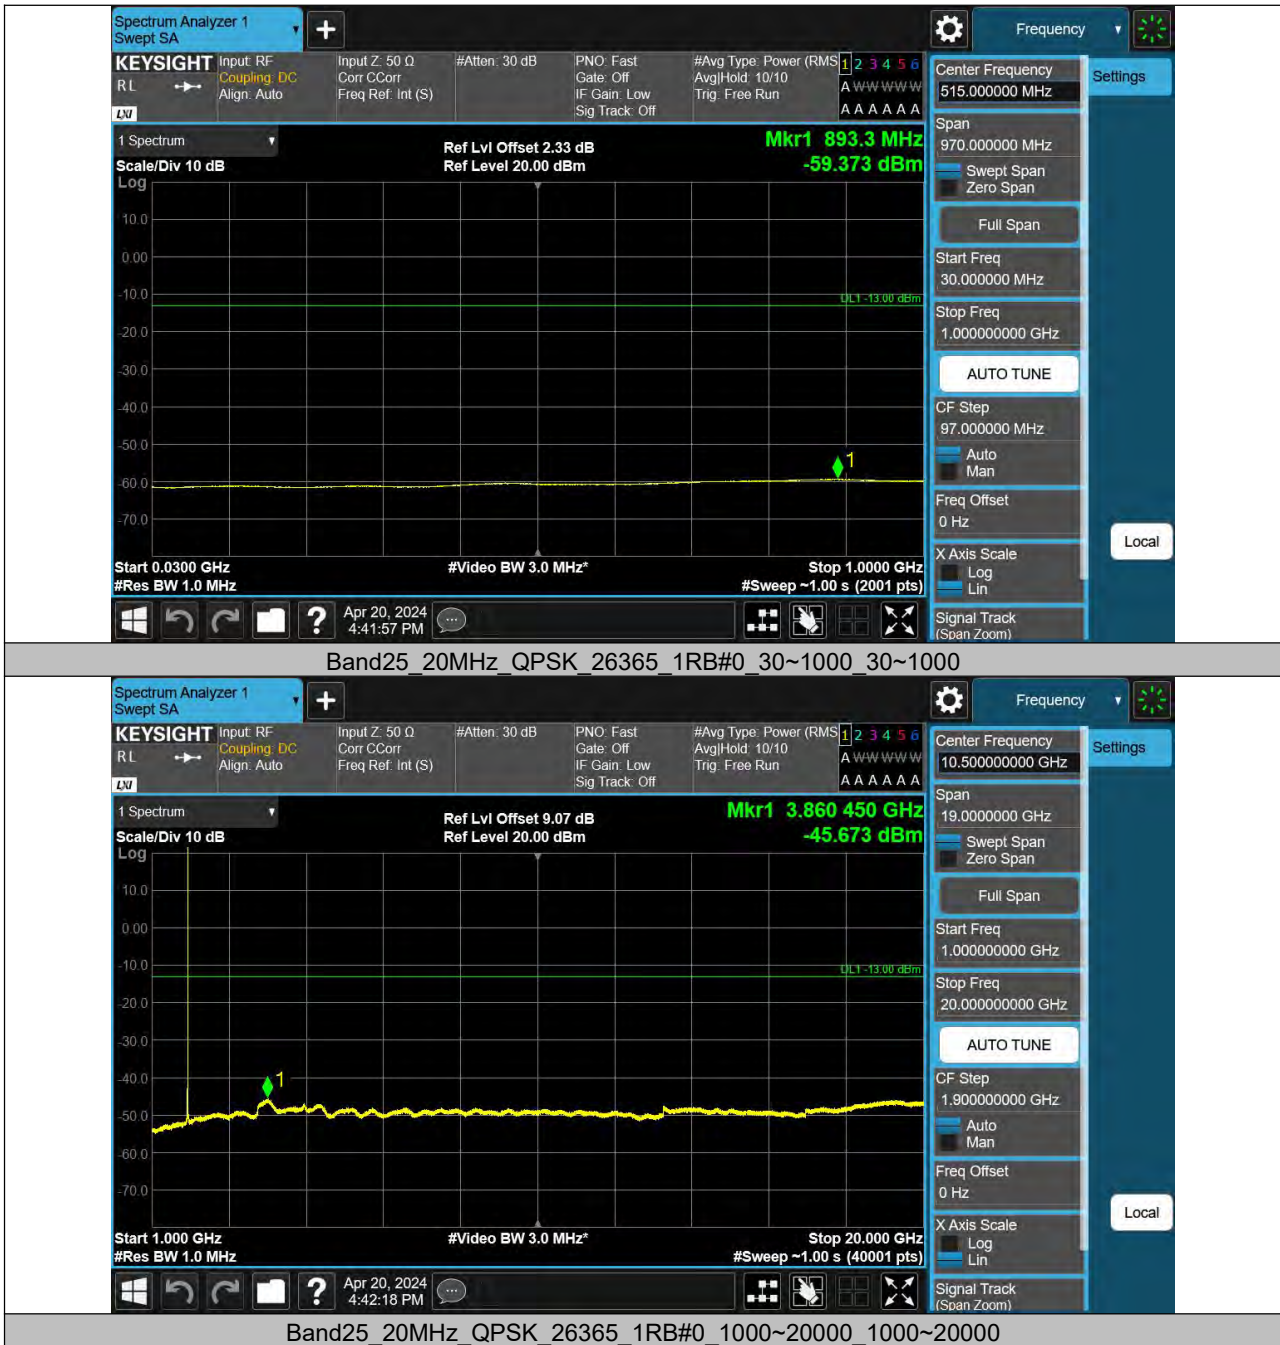 Spectrum Analyzer 1
Swept SA
+
Frequency
KEYSIGHT
RL
LXI
Input: RF
Coupling: DC
Align: Auto
Input Z: 50 Ω
Corr CCorr
Freq Ref: Int (S)
#Atten: 30 dB
PNO: Fast
Gate: Off
IF Gain: Low
Sig Track: Off
#Avg Type: Power (RMS
Avg|Hold: 10/10
Trig: Free Run
1 2 3 4 5 6
A W W W W W
A A A A A A
1 Spectrum
Scale/Div 10 dB
Ref Lvl Offset 2.33 dB
Ref Level 20.00 dBm
Mkr1 893.3 MHz
-59.373 dBm
Log
10.0
0.00
-10.0
-20.0
-30.0
-40.0
-50.0
-60.0
-70.0
DL1 -13.00 dBm
1
Start 0.0300 GHz
#Res BW 1.0 MHz
#Video BW 3.0 MHz*
Stop 1.0000 GHz
#Sweep ~1.00 s (2001 pts)
Apr 20, 2024
4:41:57 PM
Center Frequency
515.000000 MHz
Span
970.000000 MHz
Swept Span
Zero Span
Full Span
Start Freq
30.000000 MHz
Stop Freq
1.000000000 GHz
AUTO TUNE
CF Step
97.000000 MHz
Auto
Man
Freq Offset
0 Hz
X Axis Scale
Log
Lin
Signal Track
(Span Zoom)
Settings
Local
Band25_20MHz_QPSK_26365_1RB#0_30~1000_30~1000
Spectrum Analyzer 1
Swept SA
+
Frequency
KEYSIGHT
RL
LXI
Input: RF
Coupling: DC
Align: Auto
Input Z: 50 Ω
Corr CCorr
Freq Ref: Int (S)
#Atten: 30 dB
PNO: Fast
Gate: Off
IF Gain: Low
Sig Track: Off
#Avg Type: Power (RMS
Avg|Hold: 10/10
Trig: Free Run
1 2 3 4 5 6
A W W W W W
A A A A A A
1 Spectrum
Scale/Div 10 dB
Ref Lvl Offset 9.07 dB
Ref Level 20.00 dBm
Mkr1 3.860 450 GHz
-45.673 dBm
Log
10.0
0.00
-10.0
-20.0
-30.0
-40.0
-50.0
-60.0
-70.0
DL1 -13.00 dBm
1
Start 1.000 GHz
#Res BW 1.0 MHz
#Video BW 3.0 MHz*
Stop 20.000 GHz
#Sweep ~1.00 s (40001 pts)
Apr 20, 2024
4:42:18 PM
Center Frequency
10.500000000 GHz
Span
19.0000000 GHz
Swept Span
Zero Span
Full Span
Start Freq
1.000000000 GHz
Stop Freq
20.000000000 GHz
AUTO TUNE
CF Step
1.900000000 GHz
Auto
Man
Freq Offset
0 Hz
X Axis Scale
Log
Lin
Signal Track
(Span Zoom)
Settings
Local
Band25_20MHz_QPSK_26365_1RB#0_1000~20000_1000~20000